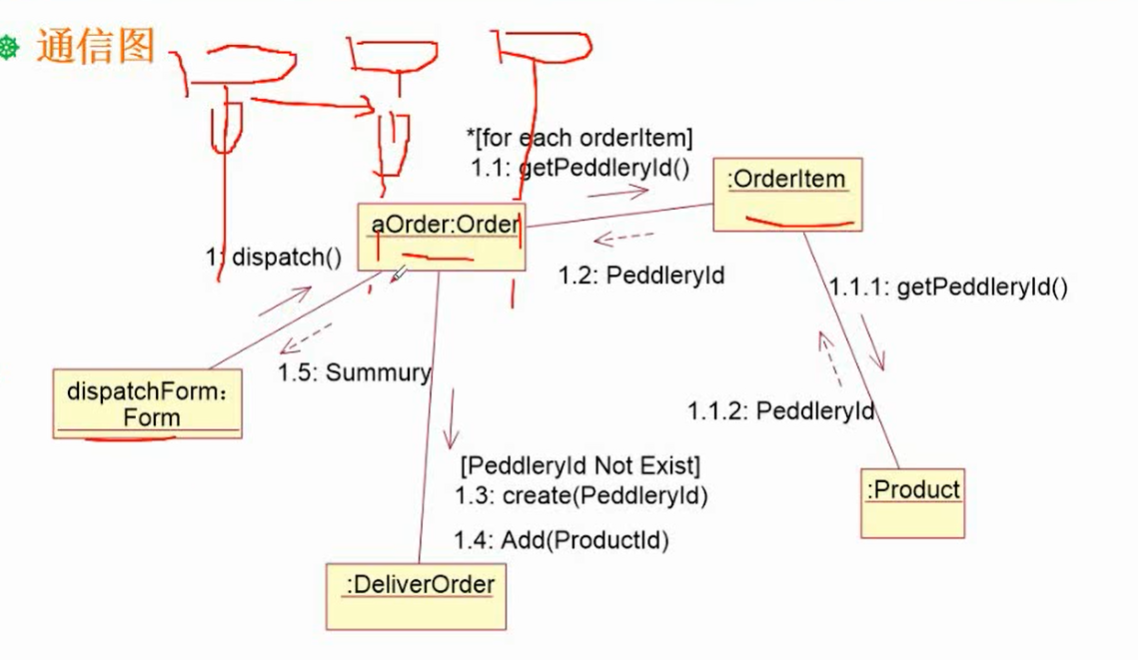 通信图
*[for each orderItem]
1.1: getPeddleryId()
:OrderItem
aOrder:Order
1: dispatch()
1.2: PeddleryId
1.1.1: getPeddleryId()
1.5: Summury
dispatchForm:
Form
1.1.2: PeddleryId
[PeddleryId Not Exist]
1.3: create(PeddleryId)
:Product
1.4: Add(ProductId)
:DeliverOrder